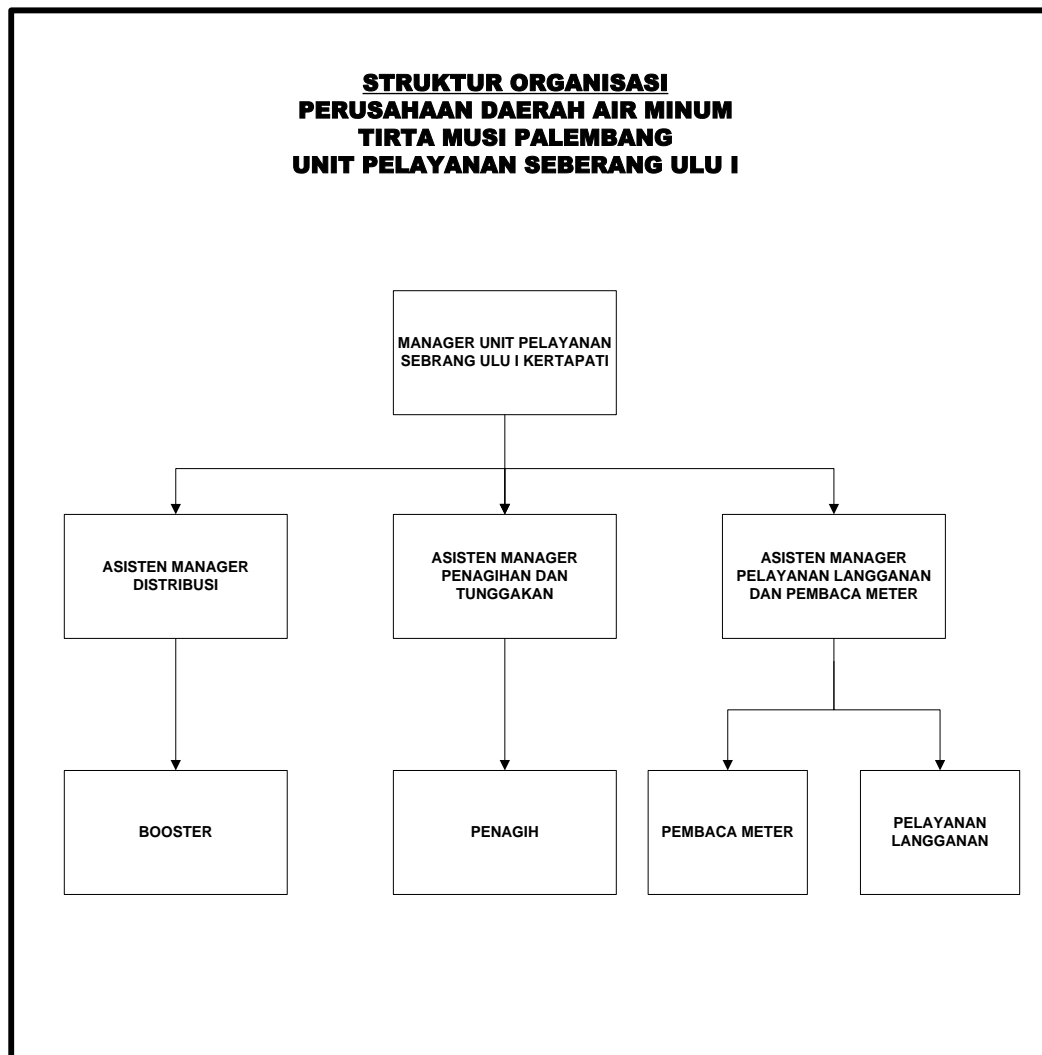 STRUKTUR ORGANISASI
PERUSAHAAN DAERAH AIR MINUM
TIRTA MUSI PALEMBANG
UNIT PELAYANAN SEBERANG ULU I
MANAGER UNIT PELAYANAN
SEBRANG ULU I KERTAPATI
ASISTEN MANAGER
DISTRIBUSI
ASISTEN MANAGER
PENAGIHAN DAN
TUNGGAKAN
ASISTEN MANAGER
PELAYANAN LANGGANAN
DAN PEMBACA METER
BOOSTER
PENAGIH
PEMBACA METER
PELAYANAN
LANGGANAN